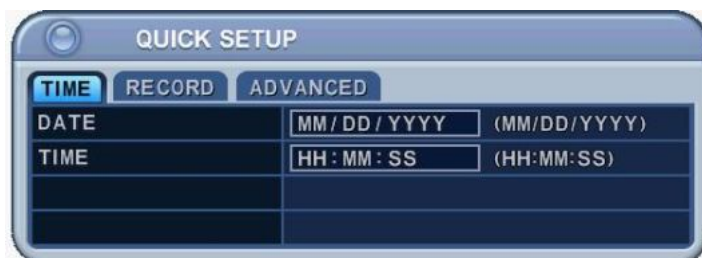 QUICK SETUP
TIME RECORD ADVANCED
DATE MM/DD/YYYY (MM/DD/YYYY)
TIME HH:MM:SS (HH:MM:SS)